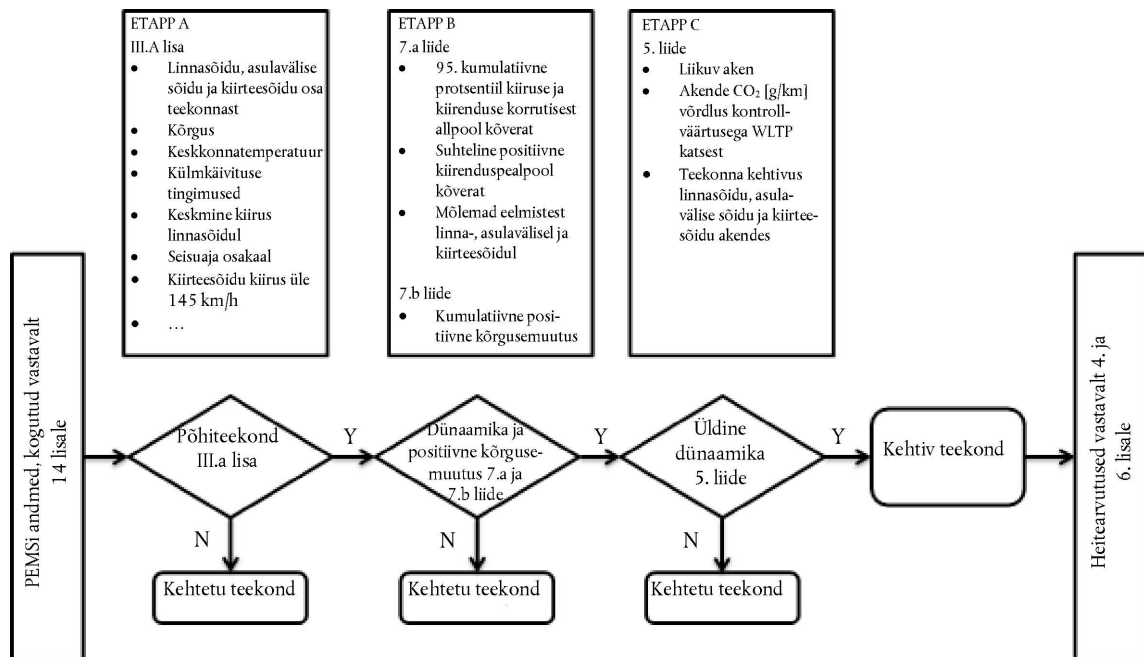 ETAPP A
III.A lisa
• Linnasõidu, asulavälise
sõidu ja kiirteesõidu osa
teekonnast
• Kõrgus
• Keskkonnatemperatuur
• Külmkäivituse
tingimused
• Keskmine kiirus
linnasõidul
• Seisuaja osakaal
• Kiirteesõidu kiirus üle
145 km/h
• …
ETAPP B
7.a liide
• 95. kumulatiivne
protsentiil kiiruse ja
kiirenduse korrutisest
allpool kõverat
• Suhteline positiivne
kiirenduspealpool
kõverat
• Mõlemad eelmistest
linna-, asulavälisel ja
kiirteesõidul
7.b liide
• Kumulatiivne posi-
tiivne kõrgusemuutus
ETAPP C
5. liide
• Liikuv aken
• Akende CO₂ [g/km]
võrdlus kontroll-
väärtusega WLTP
katsest
• Teekonna kehtivus
linnasõidu, asula-
välise sõidu ja kiirtee-
sõidu akendes
PEMSi andmed, kogutud vastavalt
14 lisale
Põhiteekond
III.a lisa
Y
N
Kehtetu teekond
Dünaamika ja
positiivne kõrguse-
muutus 7.a ja
7.b liide
Y
N
Kehtetu teekond
Üldine
dünaamika
5. liide
Y
N
Kehtetu teekond
Kehtiv teekond
Heitearvutused vastavalt 4. ja
6. lisale